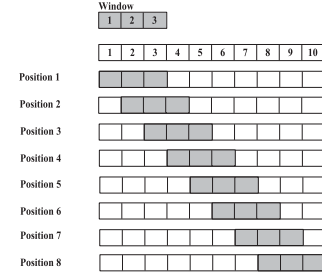 Window
1 2 3
1 2 3 4 5 6 7 8 9 10
Position 1
Position 2
Position 3
Position 4
Position 5
Position 6
Position 7
Position 8